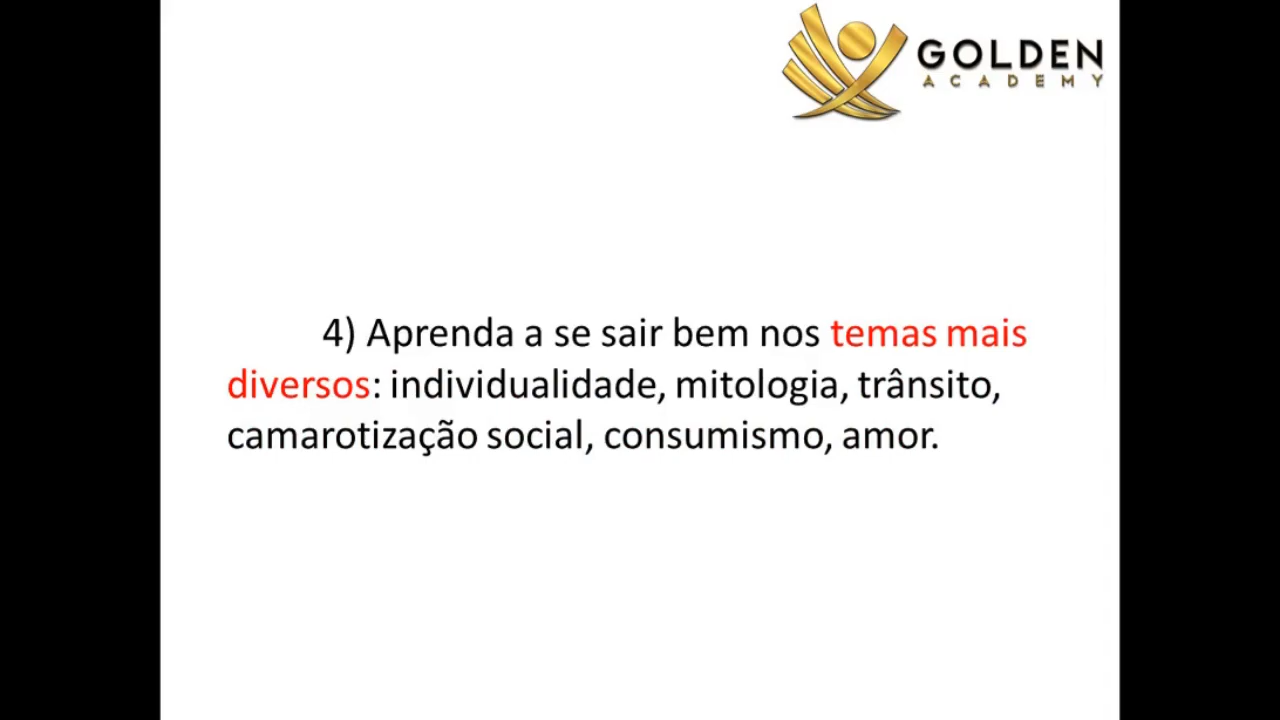 GOLDEN
ACADEMY
4) Aprenda a se sair bem nos temas mais
diversos: individualidade, mitologia, trânsito,
camarotização social, consumismo, amor.